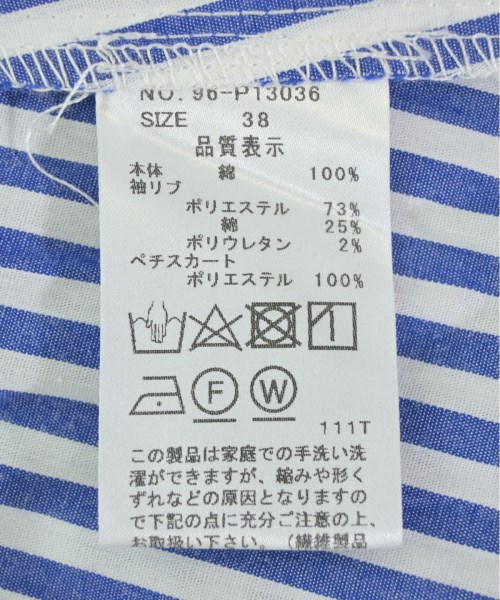 NO. 96-P13036
SIZE 38
品質表示
本体 綿 100%
袖リブ
ポリエステル 73%
綿 25%
ポリウレタン 2%
ペチスカート
ポリエステル 100%
F W
111T
この製品は家庭での手洗い洗
濯ができますが、縮みや形く
ずれなどの原因となりますの
で下記の点に充分ご注意の上、
お取扱い下さい。(繊維製品